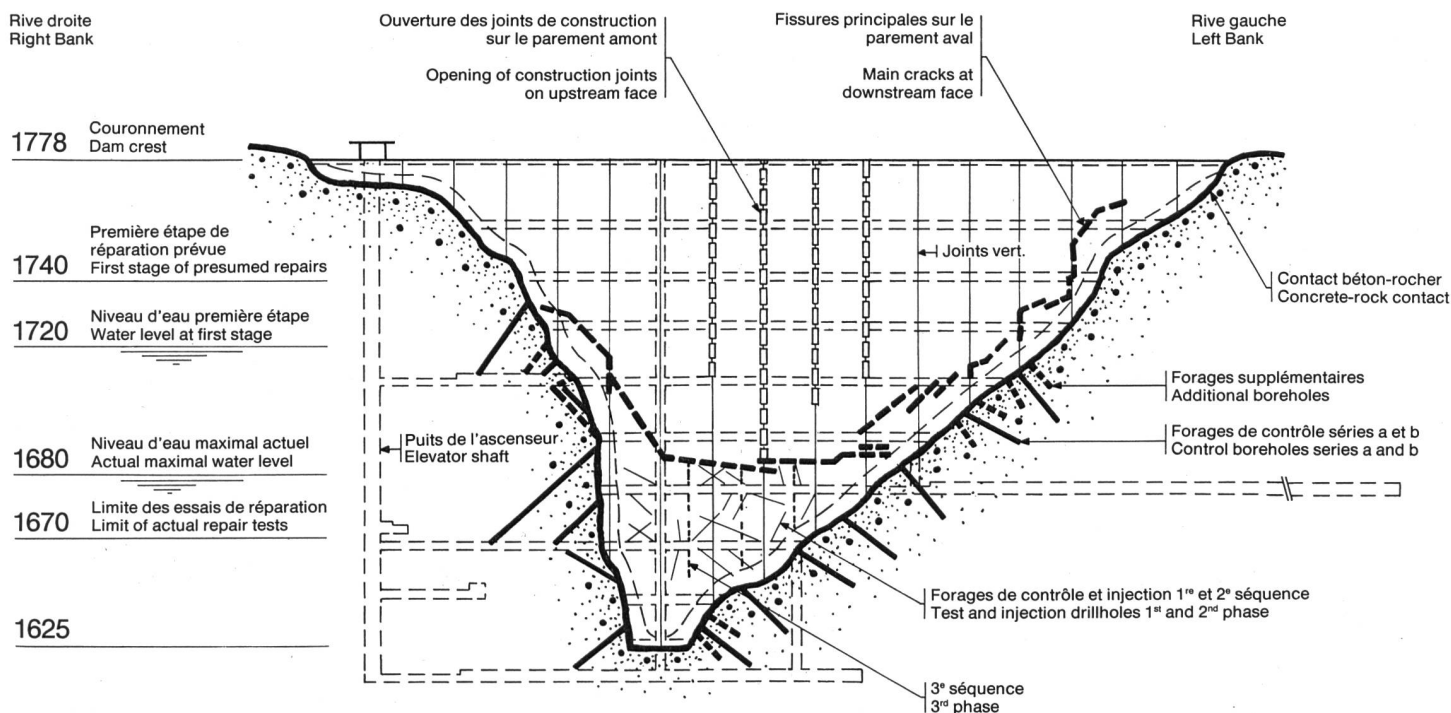 Rive droite
Right Bank
Ouverture des joints de construction
sur le parement amont
Opening of construction joints
on upstream face
Fissures principales sur le
parement aval
Main cracks at
downstream face
Rive gauche
Left Bank
1778
Couronnement
Dam crest
Première étape de
réparation prévue
1740
First stage of presumed repairs
Niveau d'eau première étape
1720
Water level at first stage
Niveau d'eau maximal actuel
1680
Actual maximal water level
Limite des essais de réparation
1670
Limit of actual repair tests
1625
Joints vert.
Puits de l'ascenseur
Elevator shaft
Contact béton-rocher
Concrete-rock contact
Forages supplémentaires
Additional boreholes
Forages de contrôle séries a et b
Control boreholes series a and b
Forages de contrôle et injection 1re et 2e séquence
Test and injection drillholes 1st and 2nd phase
3e séquence
3rd phase